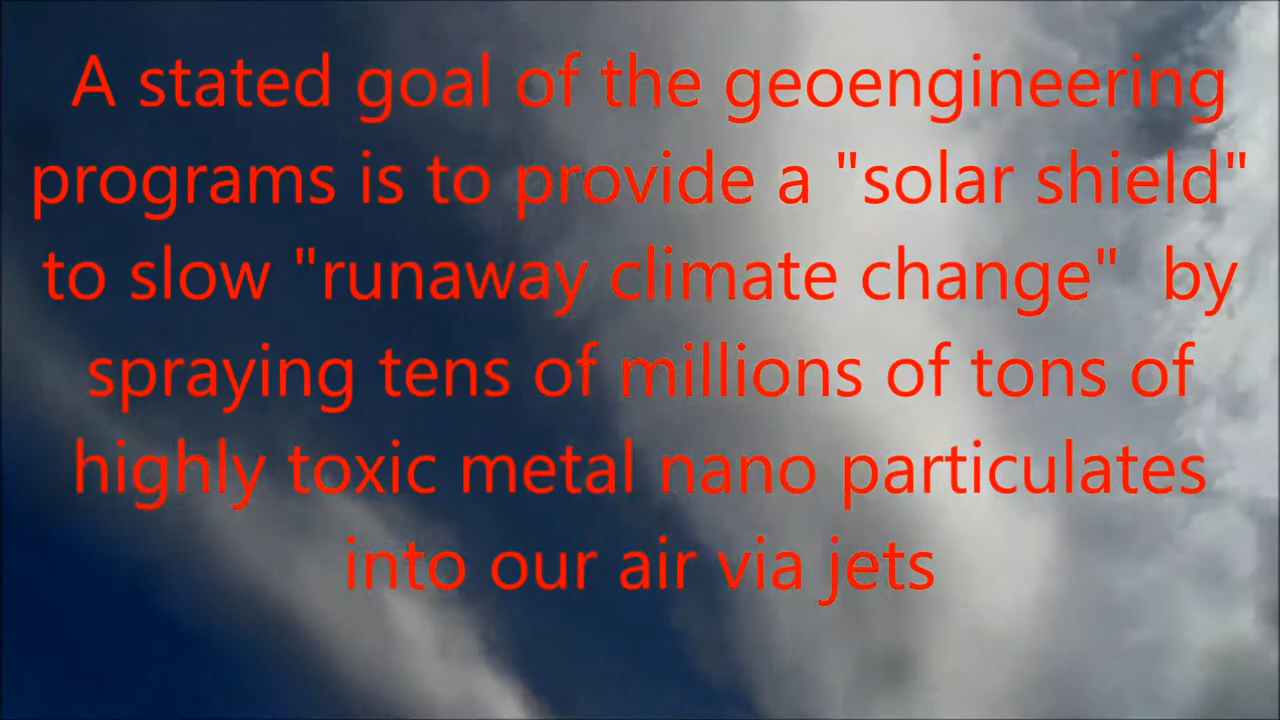 A stated goal of the geoengineering
programs is to provide a "solar shield"
to slow "runaway climate change"  by
spraying tens of millions of tons of
highly toxic metal nano particulates
into our air via jets